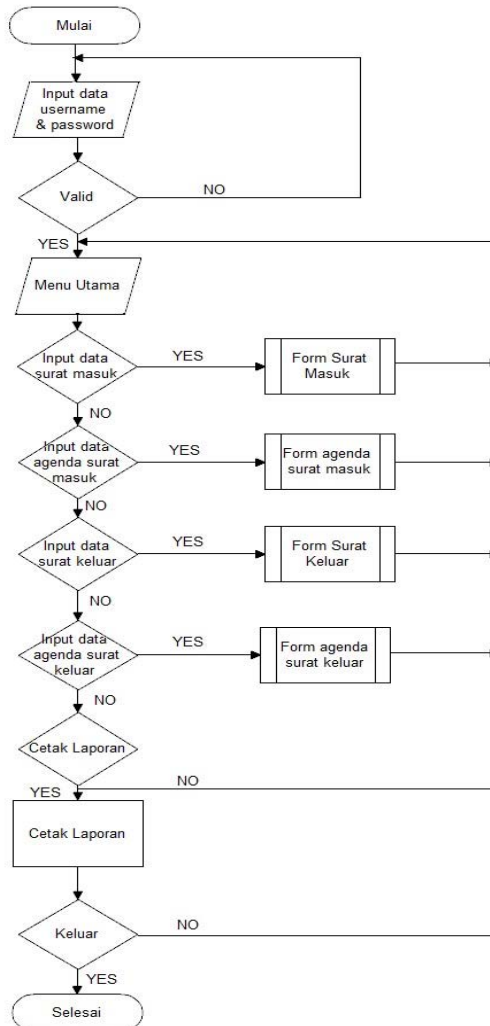 Mulai
Input data
username
& password
Valid
NO
YES
Menu Utama
Input data
surat masuk
YES
Form Surat
Masuk
NO
Input data
agenda surat
masuk
YES
Form agenda
surat masuk
NO
Input data
surat keluar
YES
Form Surat
Keluar
NO
Input data
agenda surat
keluar
YES
Form agenda
surat keluar
NO
Cetak Laporan
NO
YES
Cetak Laporan
Keluar
NO
YES
Selesai